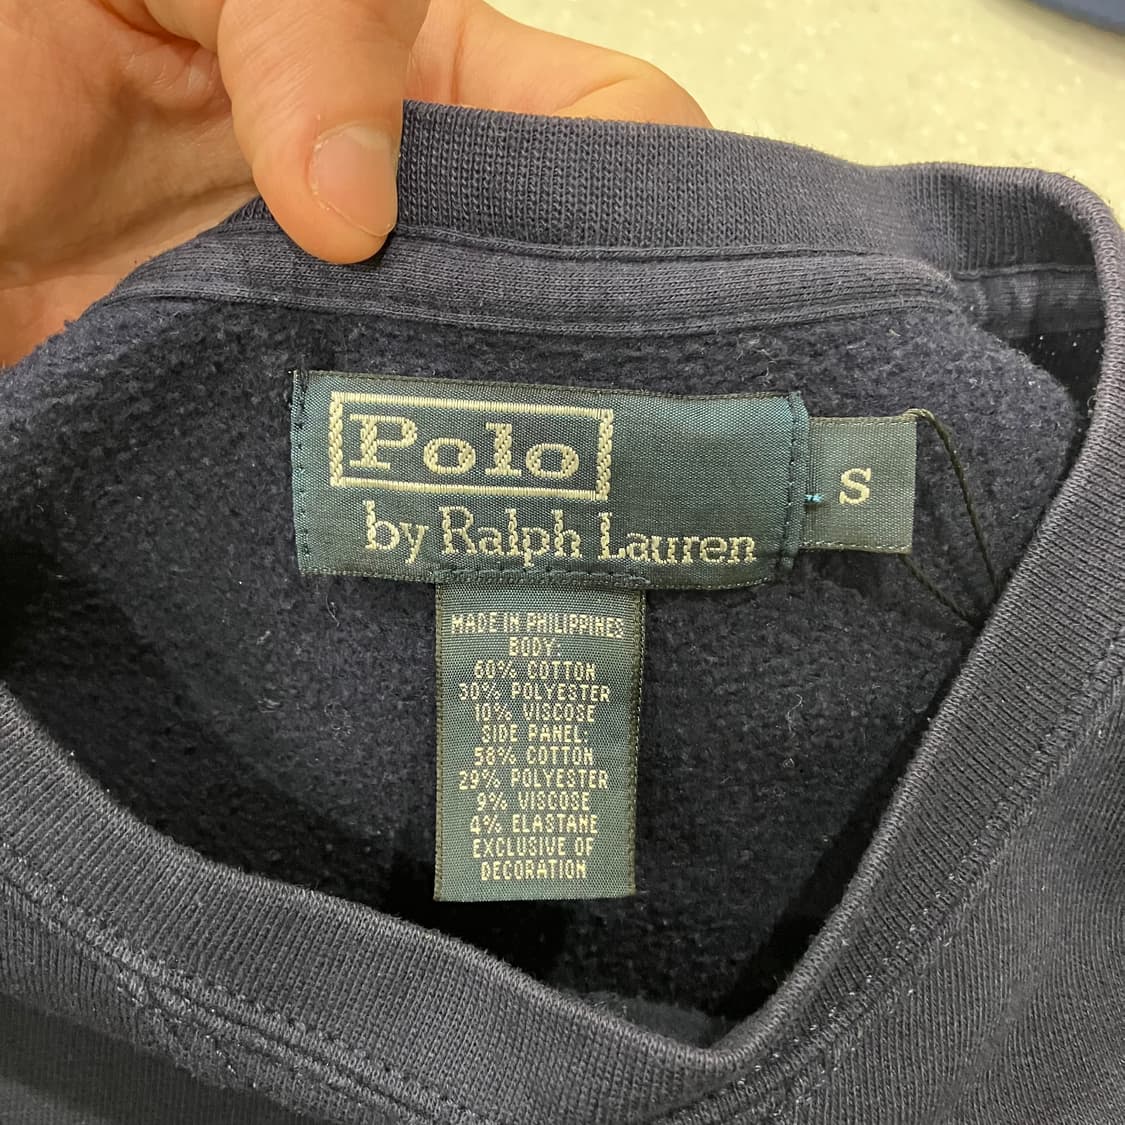 Polo
by Ralph Lauren
S
MADE IN PHILIPPINES
BODY:
60% COTTON
30% POLYESTER
10% VISCOSE
SIDE PANEL:
58% COTTON
29% POLYESTER
9% VISCOSE
4% ELASTANE
EXCLUSIVE OF
DECORATION